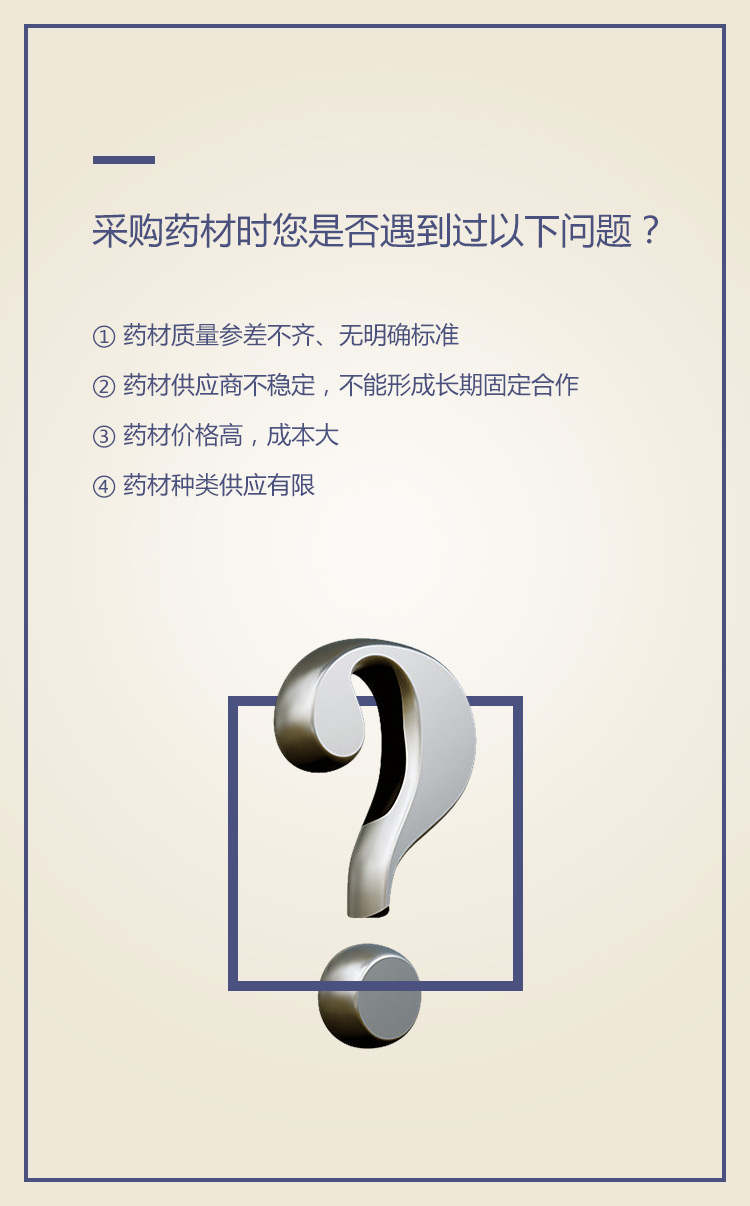 采购药材时您是否遇到过以下问题？
① 药材质量参差不齐、无明确标准
② 药材供应商不稳定，不能形成长期固定合作
③ 药材价格高，成本大
④ 药材种类供应有限